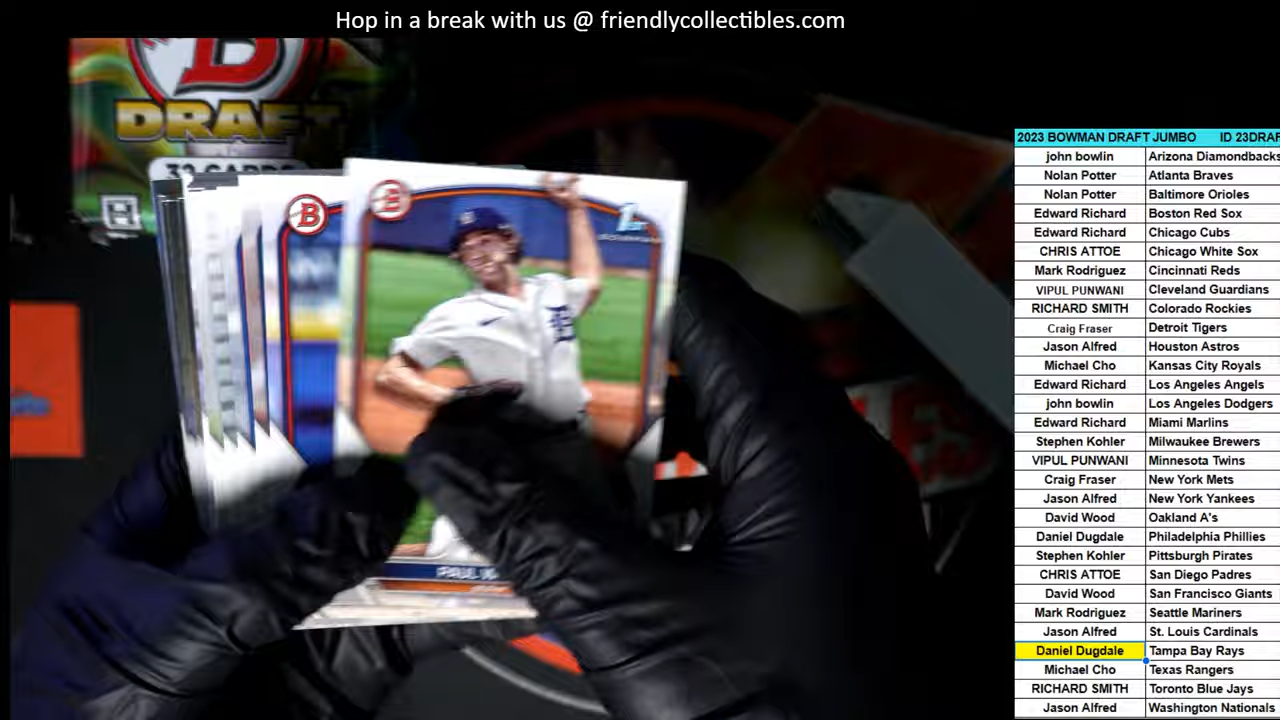 Hop in a break with us @ friendlycollectibles.com
B
DRAFT
32 CARDS
H
B
B
1st
PAUL W
2023 BOWMAN DRAFT JUMBO ID 23DRAF
john bowlin Arizona Diamondbacks
Nolan Potter Atlanta Braves
Nolan Potter Baltimore Orioles
Edward Richard Boston Red Sox
Edward Richard Chicago Cubs
CHRIS ATTOE Chicago White Sox
Mark Rodriguez Cincinnati Reds
VIPUL PUNWANI Cleveland Guardians
RICHARD SMITH Colorado Rockies
Craig Fraser Detroit Tigers
Jason Alfred Houston Astros
Michael Cho Kansas City Royals
Edward Richard Los Angeles Angels
john bowlin Los Angeles Dodgers
Edward Richard Miami Marlins
Stephen Kohler Milwaukee Brewers
VIPUL PUNWANI Minnesota Twins
Craig Fraser New York Mets
Jason Alfred New York Yankees
David Wood Oakland A's
Daniel Dugdale Philadelphia Phillies
Stephen Kohler Pittsburgh Pirates
CHRIS ATTOE San Diego Padres
David Wood San Francisco Giants
Mark Rodriguez Seattle Mariners
Jason Alfred St. Louis Cardinals
Daniel Dugdale Tampa Bay Rays
Michael Cho Texas Rangers
RICHARD SMITH Toronto Blue Jays
Jason Alfred Washington Nationals